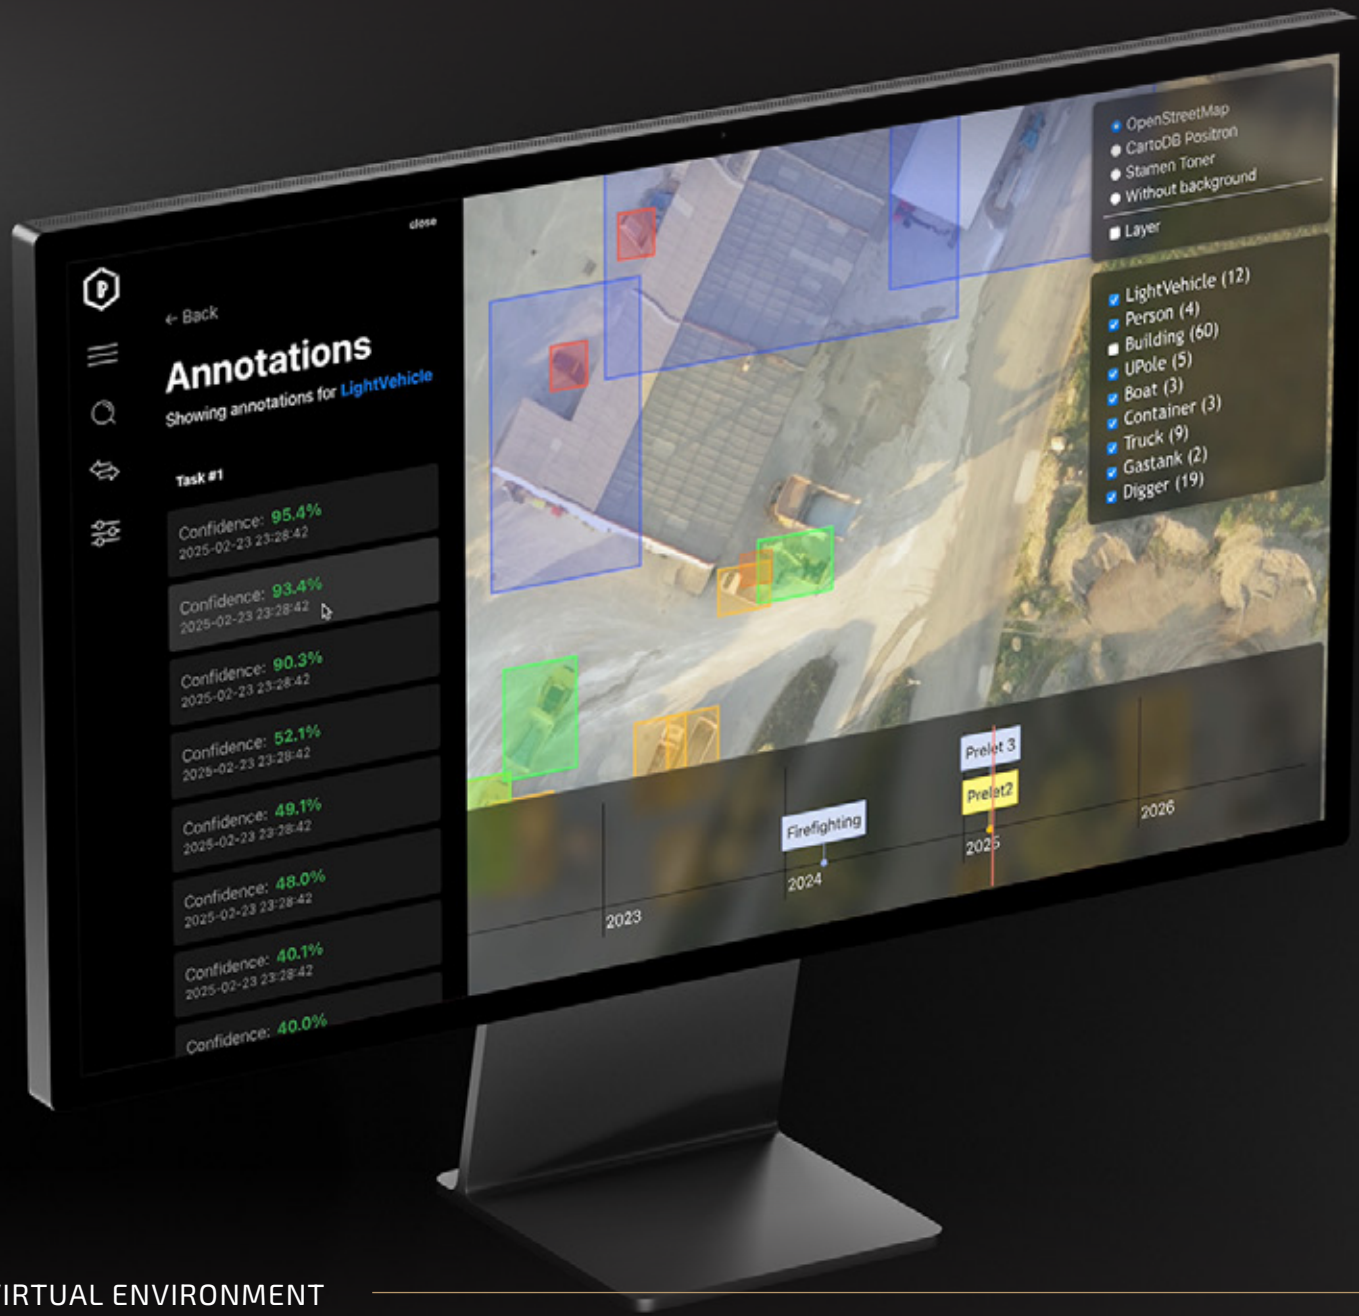 close
← Back
Annotations
Showing annotations for LightVehicle
Task #1
Confidence: 95.4%
2025-02-23 23:28:42
Confidence: 93.4%
2025-02-23 23:28:42
Confidence: 90.3%
2025-02-23 23:28:42
Confidence: 52.1%
2025-02-23 23:28:42
Confidence: 49.1%
2025-02-23 23:28:42
Confidence: 48.0%
2025-02-23 23:28:42
Confidence: 40.1%
2025-02-23 23:28:42
Confidence: 40.0%
OpenStreetMap
CartoDB Positron
Stamen Toner
Without background
Layer
LightVehicle (12)
Person (4)
Building (60)
UPole (5)
Boat (3)
Container (3)
Truck (9)
Gastank (2)
Digger (19)
Prelet 3
Prelet2
Firefighting
2023
2024
2025
2026
VIRTUAL ENVIRONMENT